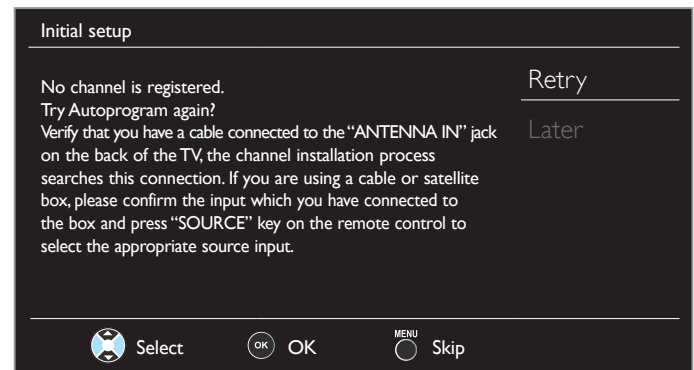 Initial setup
No channel is registered.
Try Autoprogram again?
Verify that you have a cable connected to the “ANTENNA IN” jack
on the back of the TV, the channel installation process
searches this connection. If you are using a cable or satellite
box, please confirm the input which you have connected to
the box and press “SOURCE” key on the remote control to
select the appropriate source input.
Retry
Later
Select
OK OK
MENU
Skip